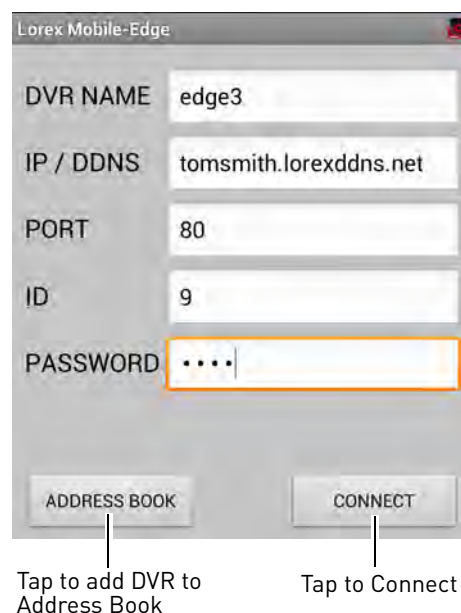 Lorex Mobile-Edge
DVR NAME edge3
IP / DDNS tomsmith.lorexddns.net
PORT 80
ID 9
PASSWORD ••••
ADDRESS BOOK CONNECT
Tap to add DVR to
Address Book
Tap to Connect